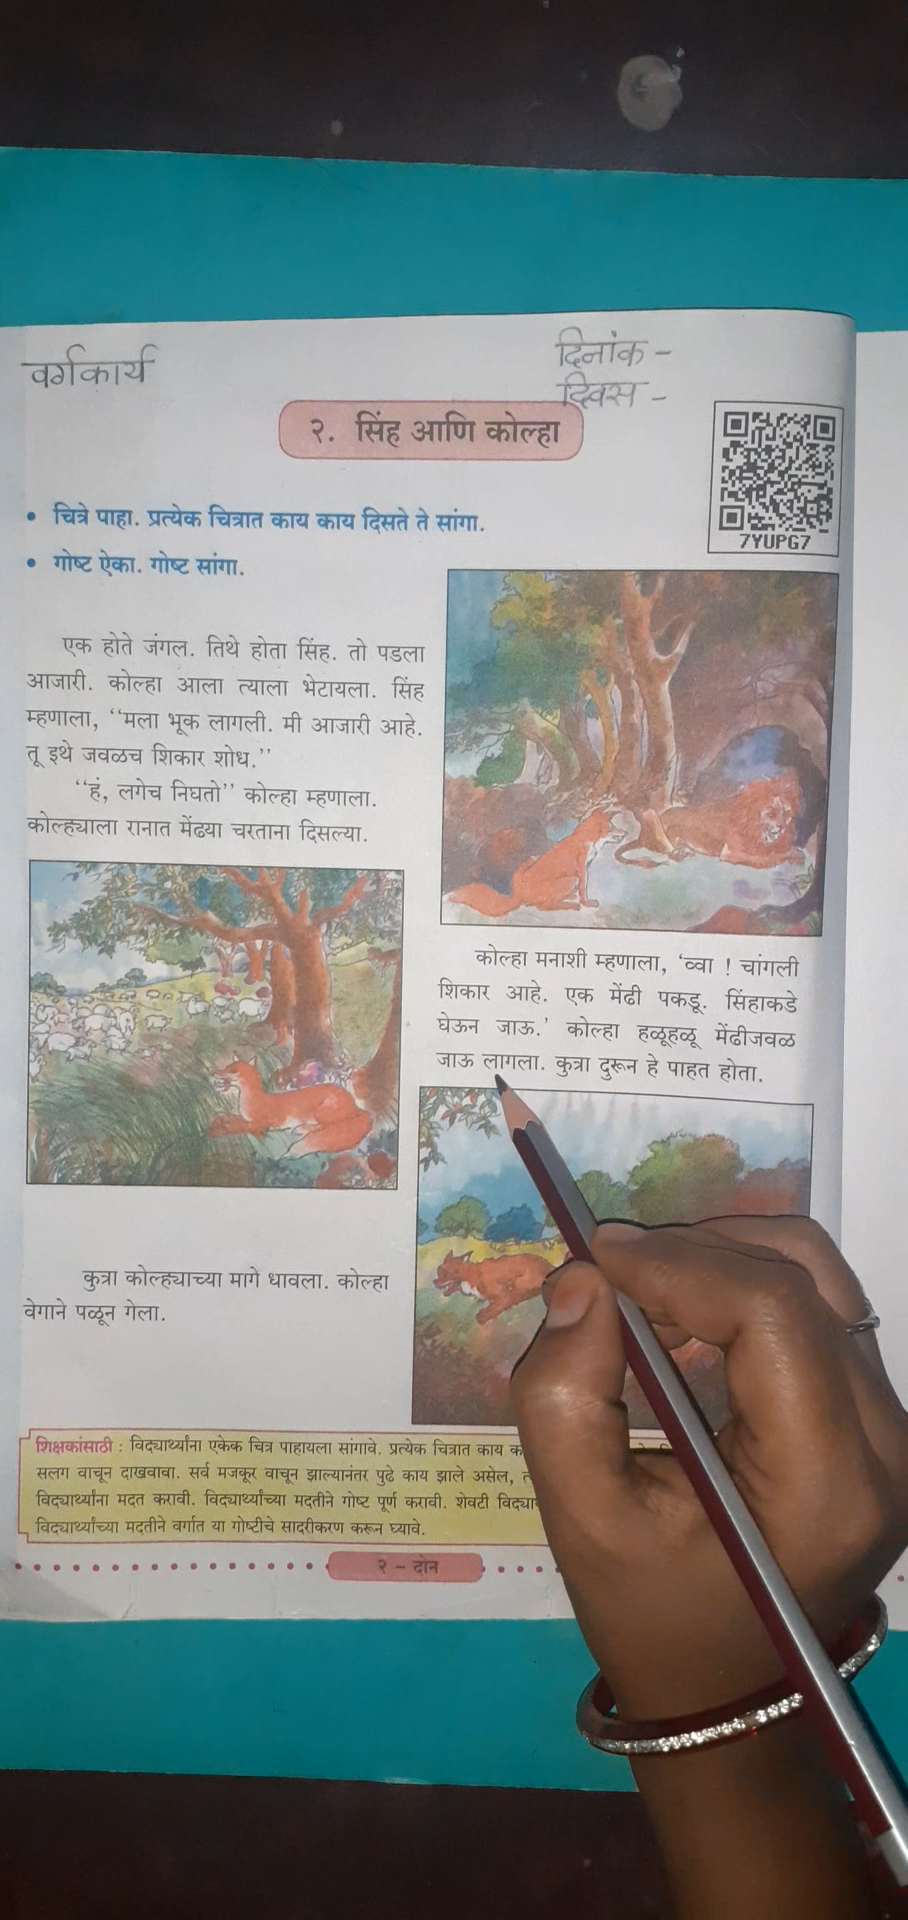 वर्गकार्य
दिनांक -
दिवस -
२. सिंह आणि कोल्हा
7YUPG7
• चित्रे पाहा. प्रत्येक चित्रात काय काय दिसते ते सांगा.
• गोष्ट ऐका. गोष्ट सांगा.
एक होते जंगल. तिथे होता सिंह. तो पडला
आजारी. कोल्हा आला त्याला भेटायला. सिंह
म्हणाला, ‘‘मला भूक लागली. मी आजारी आहे.
तू इथे जवळच शिकार शोध.’’
‘‘हं, लगेच निघतो’’ कोल्हा म्हणाला.
कोल्ह्याला रानात मेंढ्या चरताना दिसल्या.
कोल्हा मनाशी म्हणाला, ‘व्वा ! चांगली
शिकार आहे. एक मेंढी पकडू. सिंहाकडे
घेऊन जाऊ.’ कोल्हा हळूहळू मेंढीजवळ
जाऊ लागला. कुत्रा दुरून हे पाहत होता.
कुत्रा कोल्ह्याच्या मागे धावला. कोल्हा
वेगाने पळून गेला.
शिक्षकांसाठी : विद्यार्थ्यांना एकेक चित्र पाहायला सांगावे. प्रत्येक चित्रात काय
सलग वाचून दाखवावा. सर्व मजकूर वाचून झाल्यानंतर पुढे काय झाले असेल,
विद्यार्थ्यांना मदत करावी. विद्यार्थ्यांच्या मदतीने गोष्ट पूर्ण करावी. शेवटी
विद्यार्थ्यांच्या मदतीने वर्गात या गोष्टीचे सादरीकरण करून घ्यावे.
२ – दोन